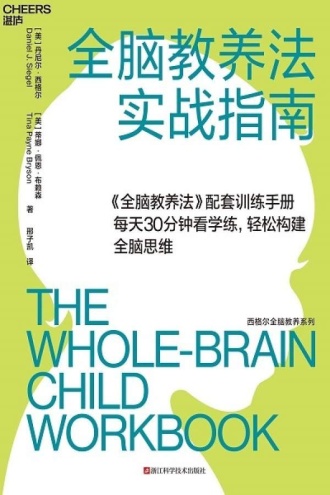 CHEERS
湛庐
[美] 丹尼尔·西格尔
Daniel J. Siegel
[美] 蒂娜·佩恩·布赖森
Tina Payne Bryson
著
邢子凯 译
全脑教养法
实战指南
《全脑教养法》配套训练手册
每天30分钟看学练,轻松构建
全脑思维
THE
WHOLE-BRAIN
CHILD
WORKBOOK
西格尔全脑教养系列
浙江科学技术出版社